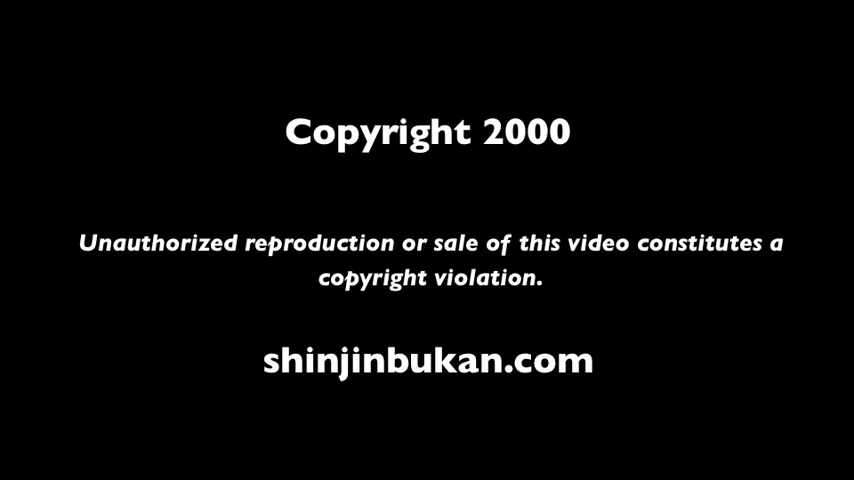 Copyright 2000
Unauthorized reproduction or sale of this video constitutes a
copyright violation.
shinjinbukan.com